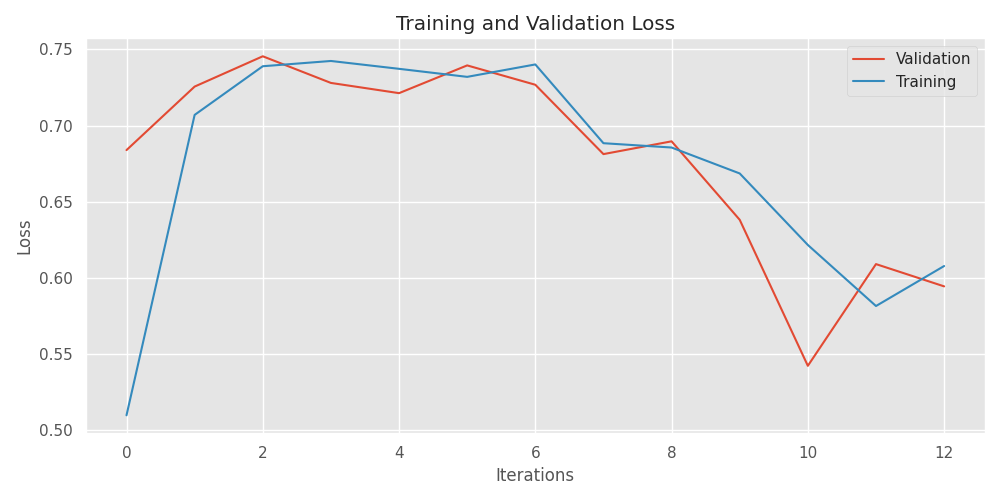 Training and Validation Loss
Validation
Training
0.75
0.70
0.65
0.60
0.55
0.50
Loss
0 2 4 6 8 10 12
Iterations